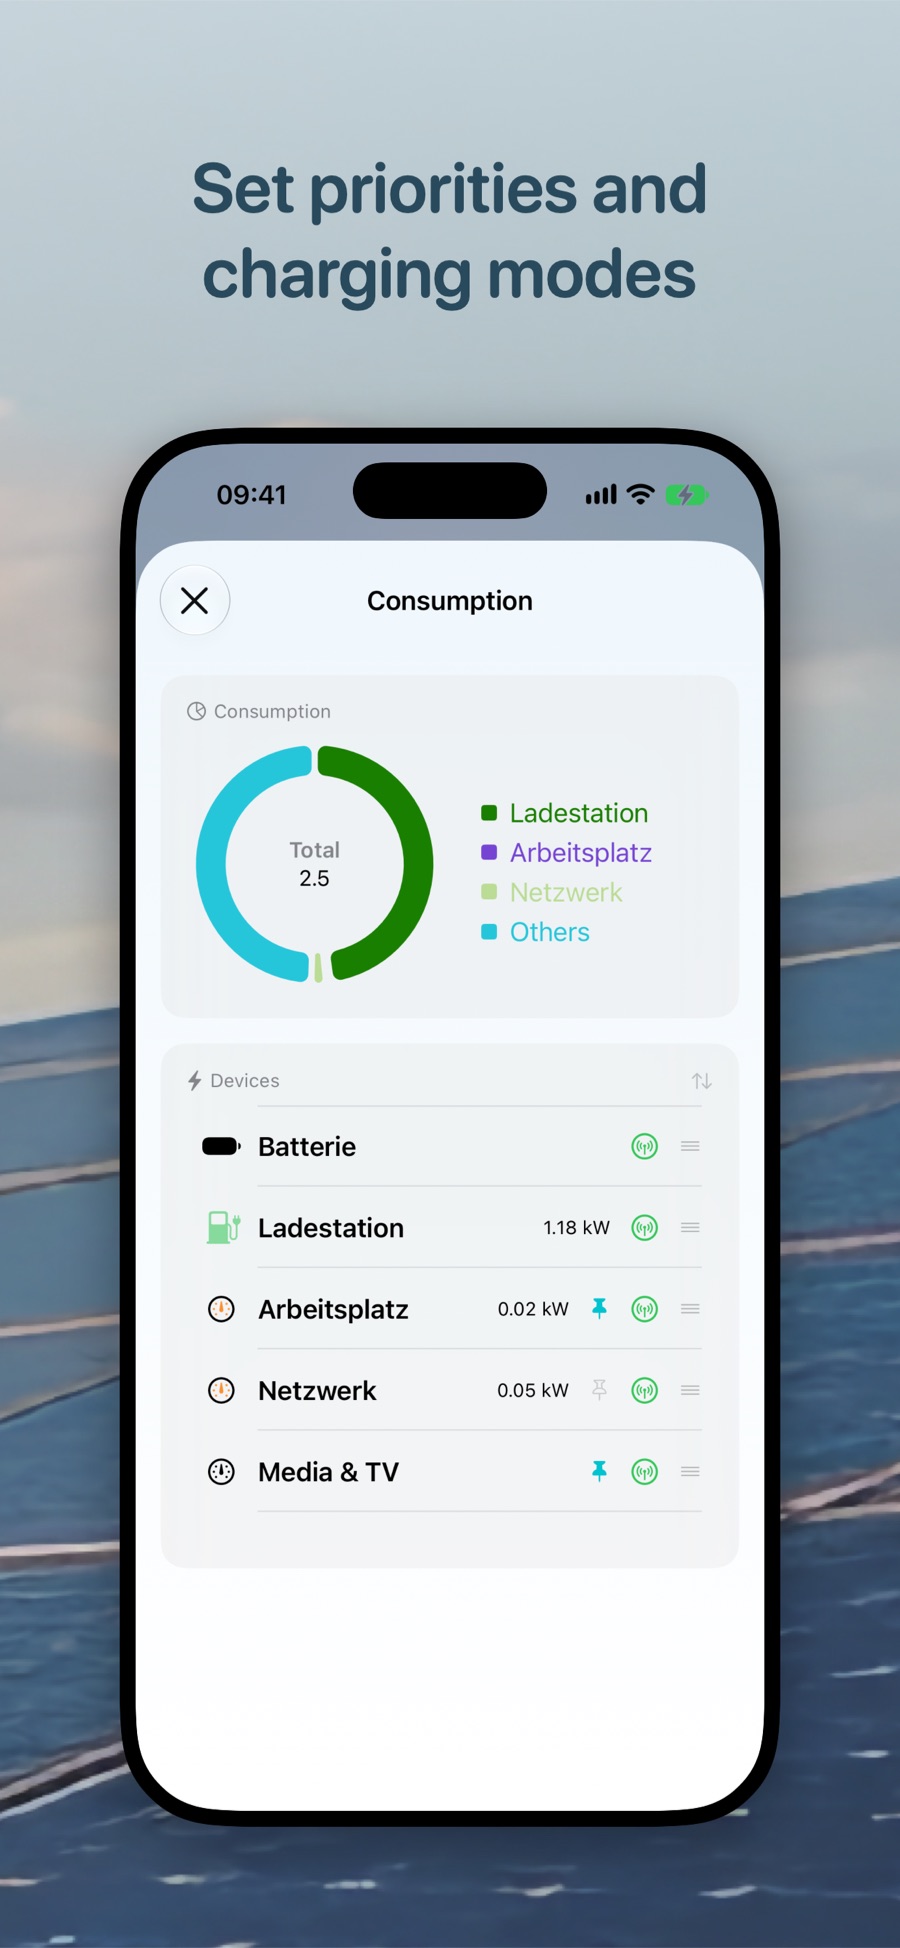 Set priorities and
charging modes
09:41
Consumption
Consumption
Total
2.5
Ladestation
Arbeitsplatz
Netzwerk
Others
Devices
Batterie
Ladestation 1.18 kW
Arbeitsplatz 0.02 kW
Netzwerk 0.05 kW
Media & TV